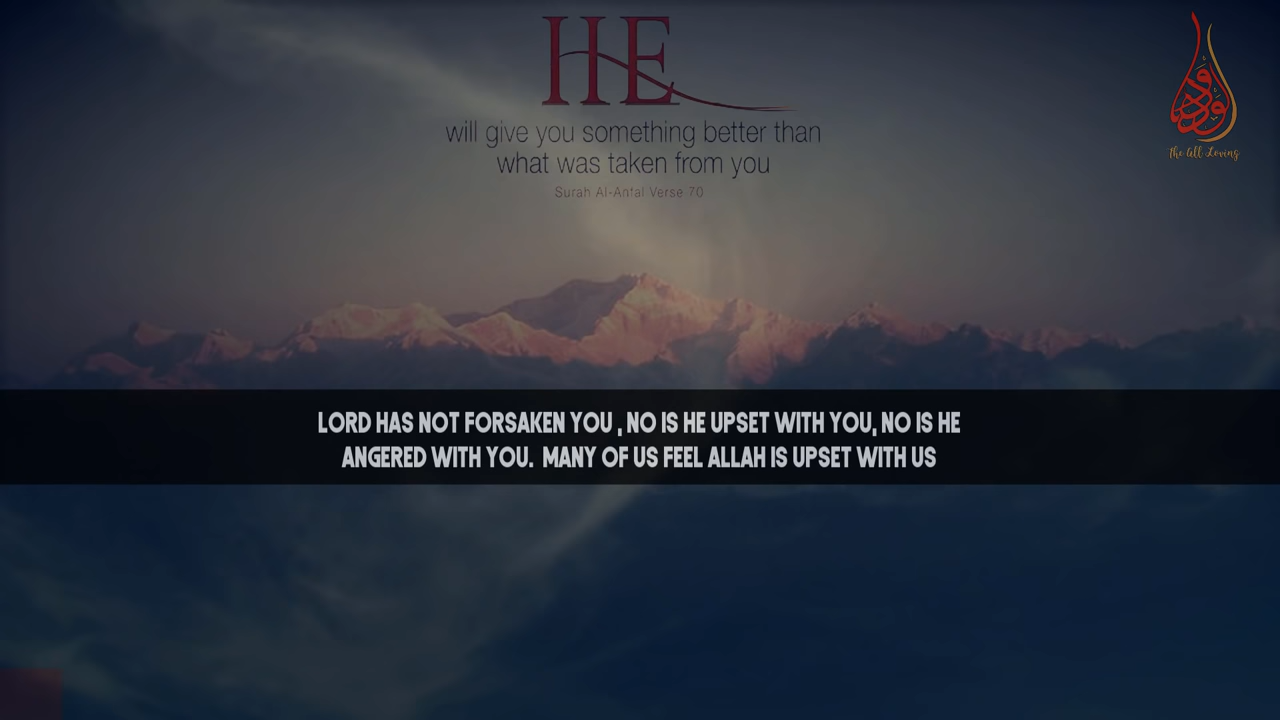 HE
will give you something better than
what was taken from you
Surah Al-Anfal Verse 70
الودود
The All Loving
LORD HAS NOT FORSAKEN YOU , NO IS HE UPSET WITH YOU, NO IS HE
ANGERED WITH YOU. MANY OF US FEEL ALLAH IS UPSET WITH US